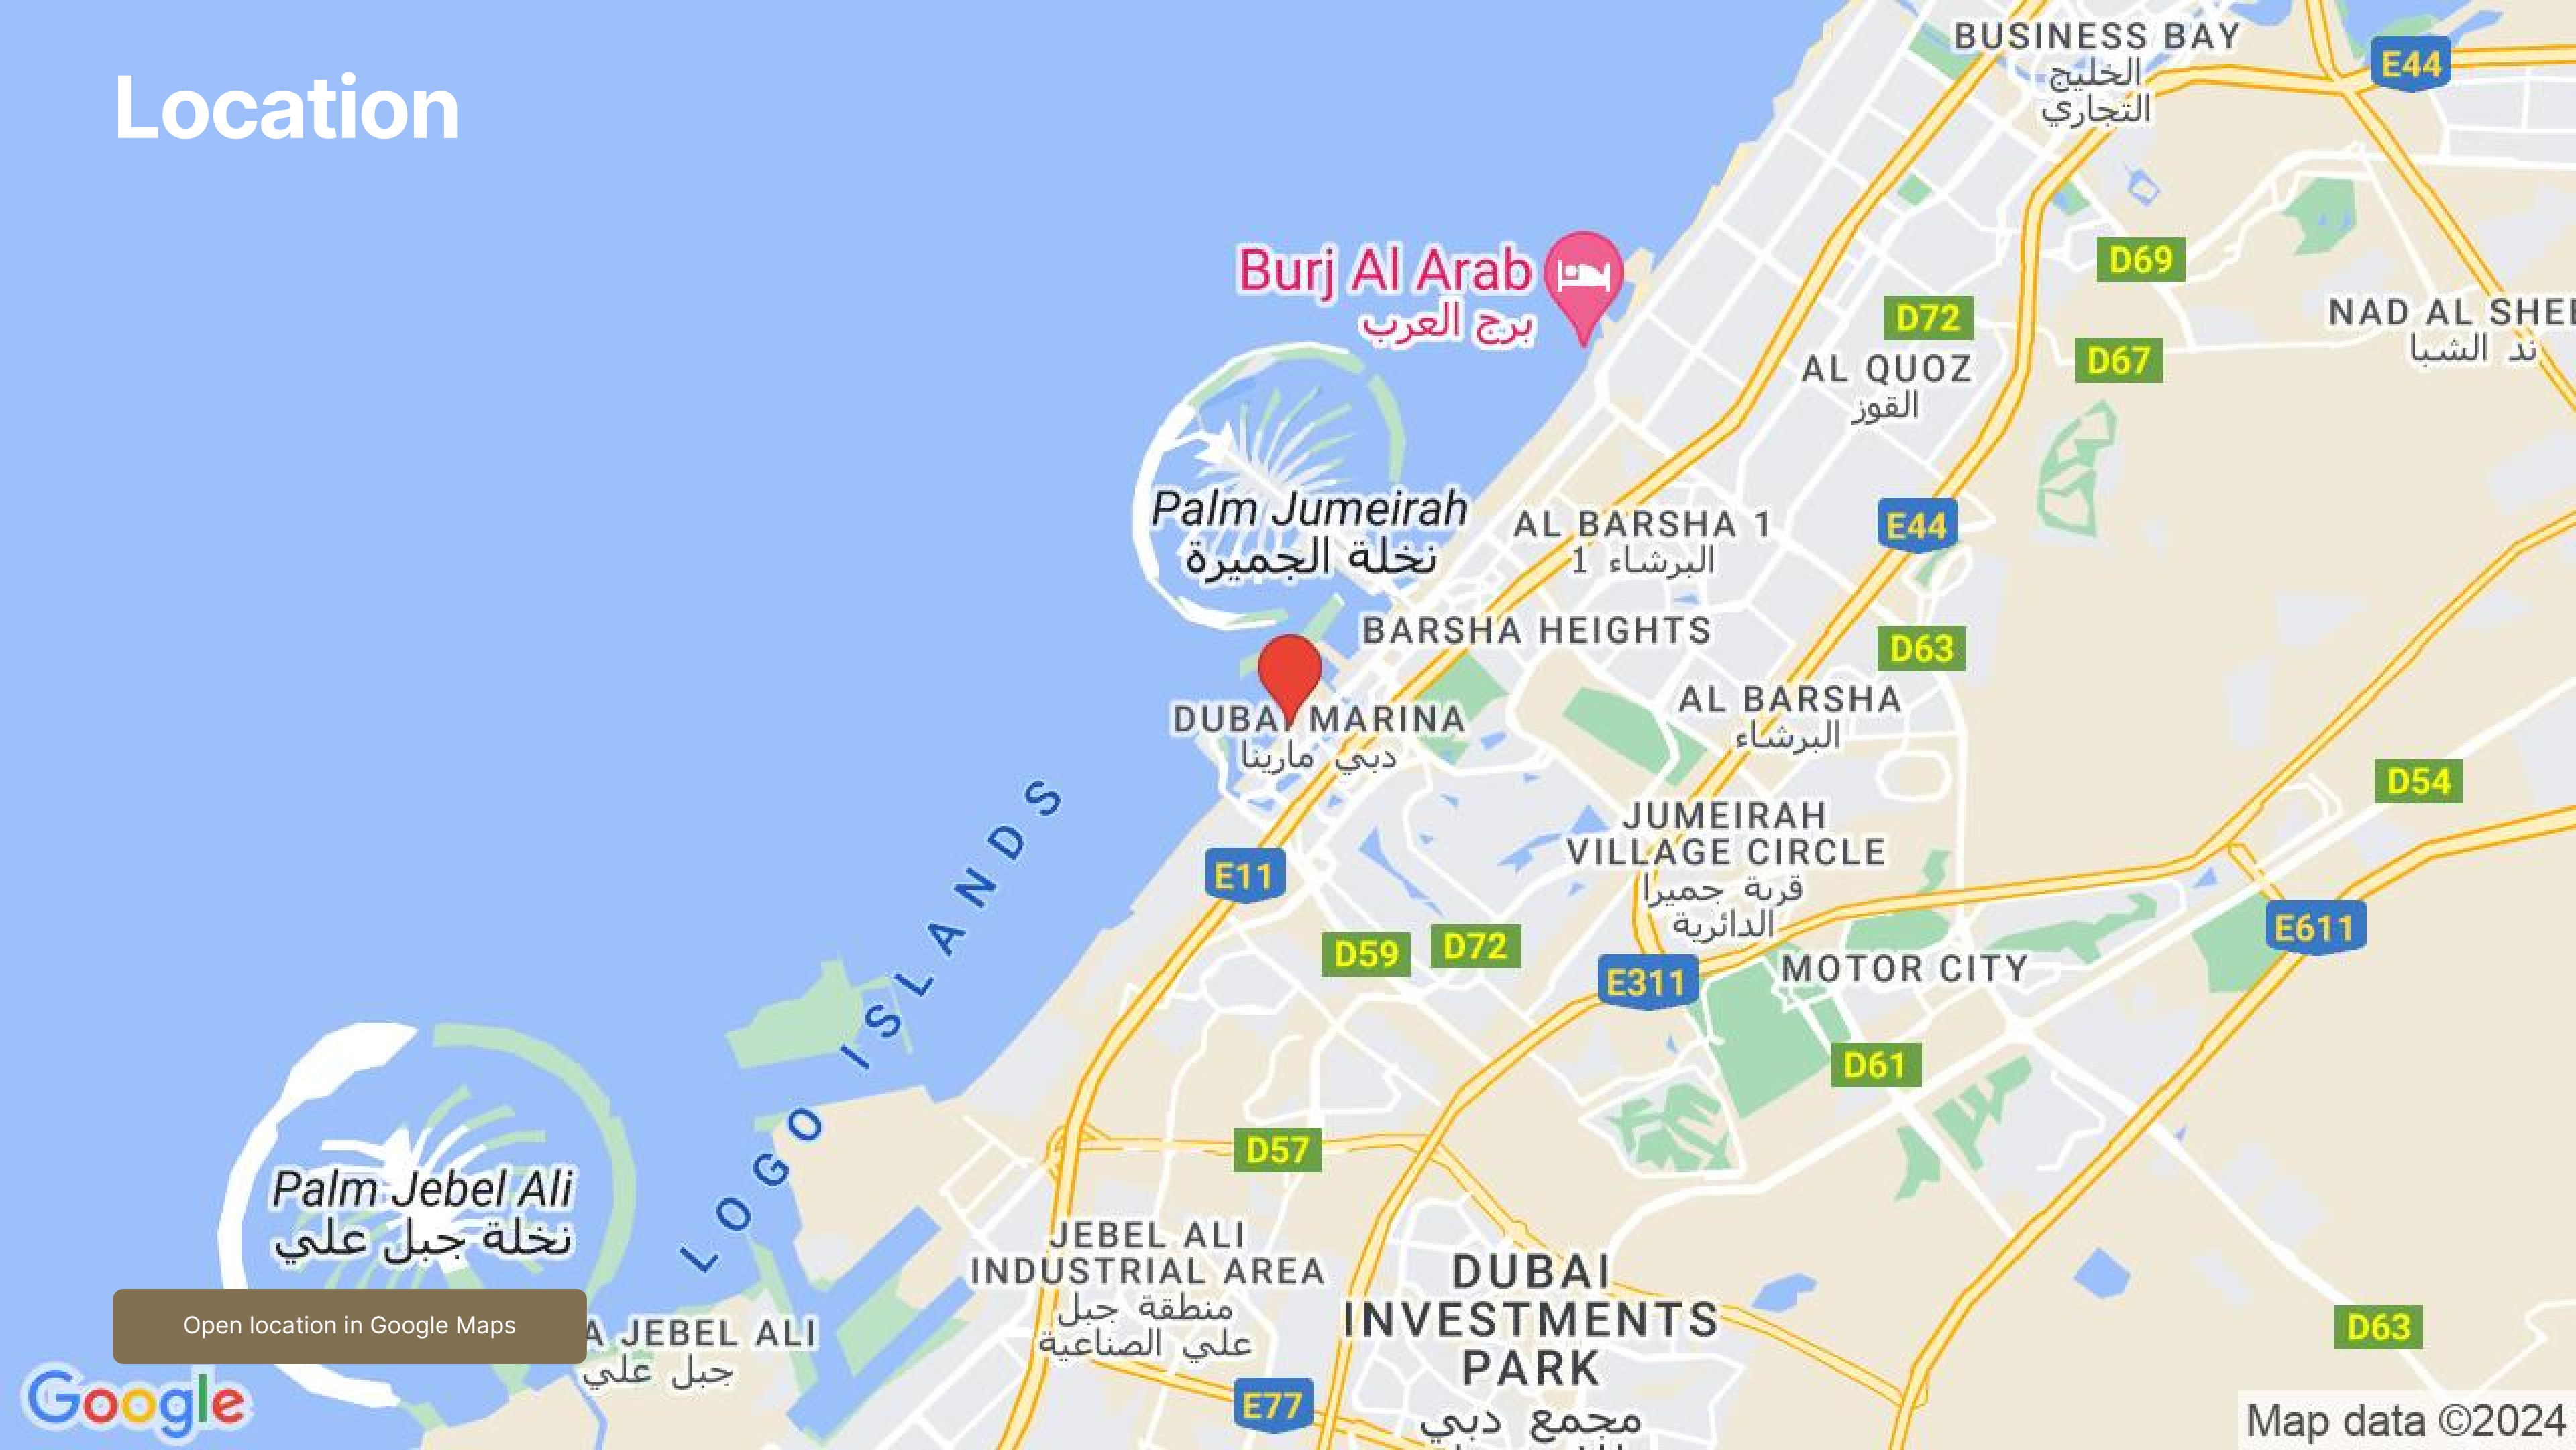 Location
BUSINESS BAY
الخليج
التجاري
E44
Burj Al Arab
برج العرب
D69
D72
D67
NAD AL SHE
ند الشبا
AL QUOZ
القوز
Palm Jumeirah
نخلة الجميرة
AL BARSHA 1
البرشاء 1
E44
BARSHA HEIGHTS
D63
DUBAI MARINA
دبي مارينا
AL BARSHA
البرشاء
D54
JUMEIRAH
VILLAGE CIRCLE
قرية جميرا
الدائرية
E11
LOGO ISLANDS
D59
D72
E311
MOTOR CITY
E611
D61
D57
Palm Jebel Ali
نخلة جبل علي
JEBEL ALI
INDUSTRIAL AREA
منطقة جبل
علي الصناعية
DUBAI
INVESTMENTS
PARK
مجمع دبي
Open location in Google Maps
A JEBEL ALI
جبل علي
D63
E77
Google
Map data ©2024